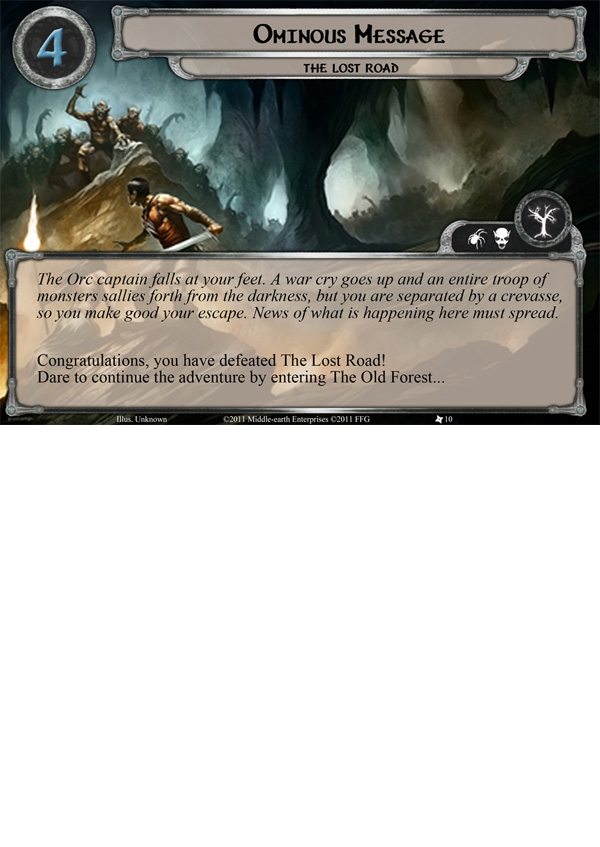 4
Ominous Message
THE LOST ROAD
The Orc captain falls at your feet. A war cry goes up and an entire troop of
monsters sallies forth from the darkness, but you are separated by a crevasse,
so you make good your escape. News of what is happening here must spread.
Congratulations, you have defeated The Lost Road!
Dare to continue the adventure by entering The Old Forest...
Illus. Unknown ©2011 Middle-earth Enterprises ©2011 FFG 10